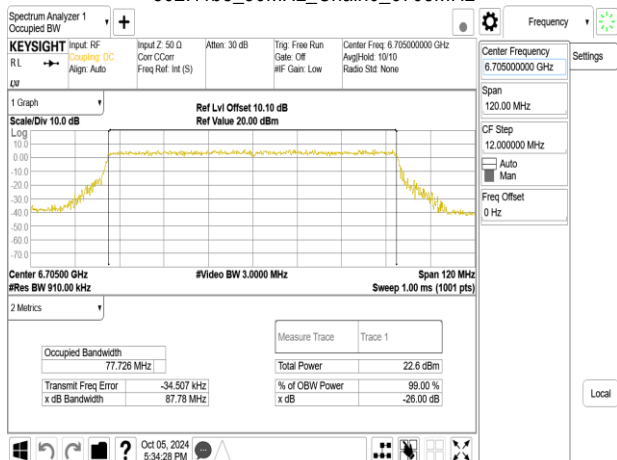 Spectrum Analyzer 1
Occupied BW
+
Frequency
KEYSIGHT
RL
LXI
Input: RF
Coupling: DC
Align: Auto
Input Z: 50 Ω
Corr CCorr
Freq Ref: Int (S)
Atten: 30 dB
Trig: Free Run
Gate: Off
#IF Gain: Low
Center Freq: 6.705000000 GHz
Avg|Hold: 10/10
Radio Std: None
Center Frequency
6.705000000 GHz
Settings
Span
120.00 MHz
CF Step
12.000000 MHz
Auto
Man
Freq Offset
0 Hz
Local
1 Graph
Scale/Div 10.0 dB
Ref Lvl Offset 10.10 dB
Ref Value 20.00 dBm
Log
10.0
0.00
-10.0
-20.0
-30.0
-40.0
-50.0
-60.0
-70.0
Center 6.70500 GHz
#Video BW 3.0000 MHz
Span 120 MHz
#Res BW 910.00 kHz
Sweep 1.00 ms (1001 pts)
2 Metrics
Measure Trace
Trace 1
Occupied Bandwidth
77.726 MHz
Total Power
22.6 dBm
Transmit Freq Error
-34.507 kHz
% of OBW Power
99.00 %
x dB Bandwidth
87.78 MHz
x dB
-26.00 dB
?
Oct 05, 2024
5:34:28 PM